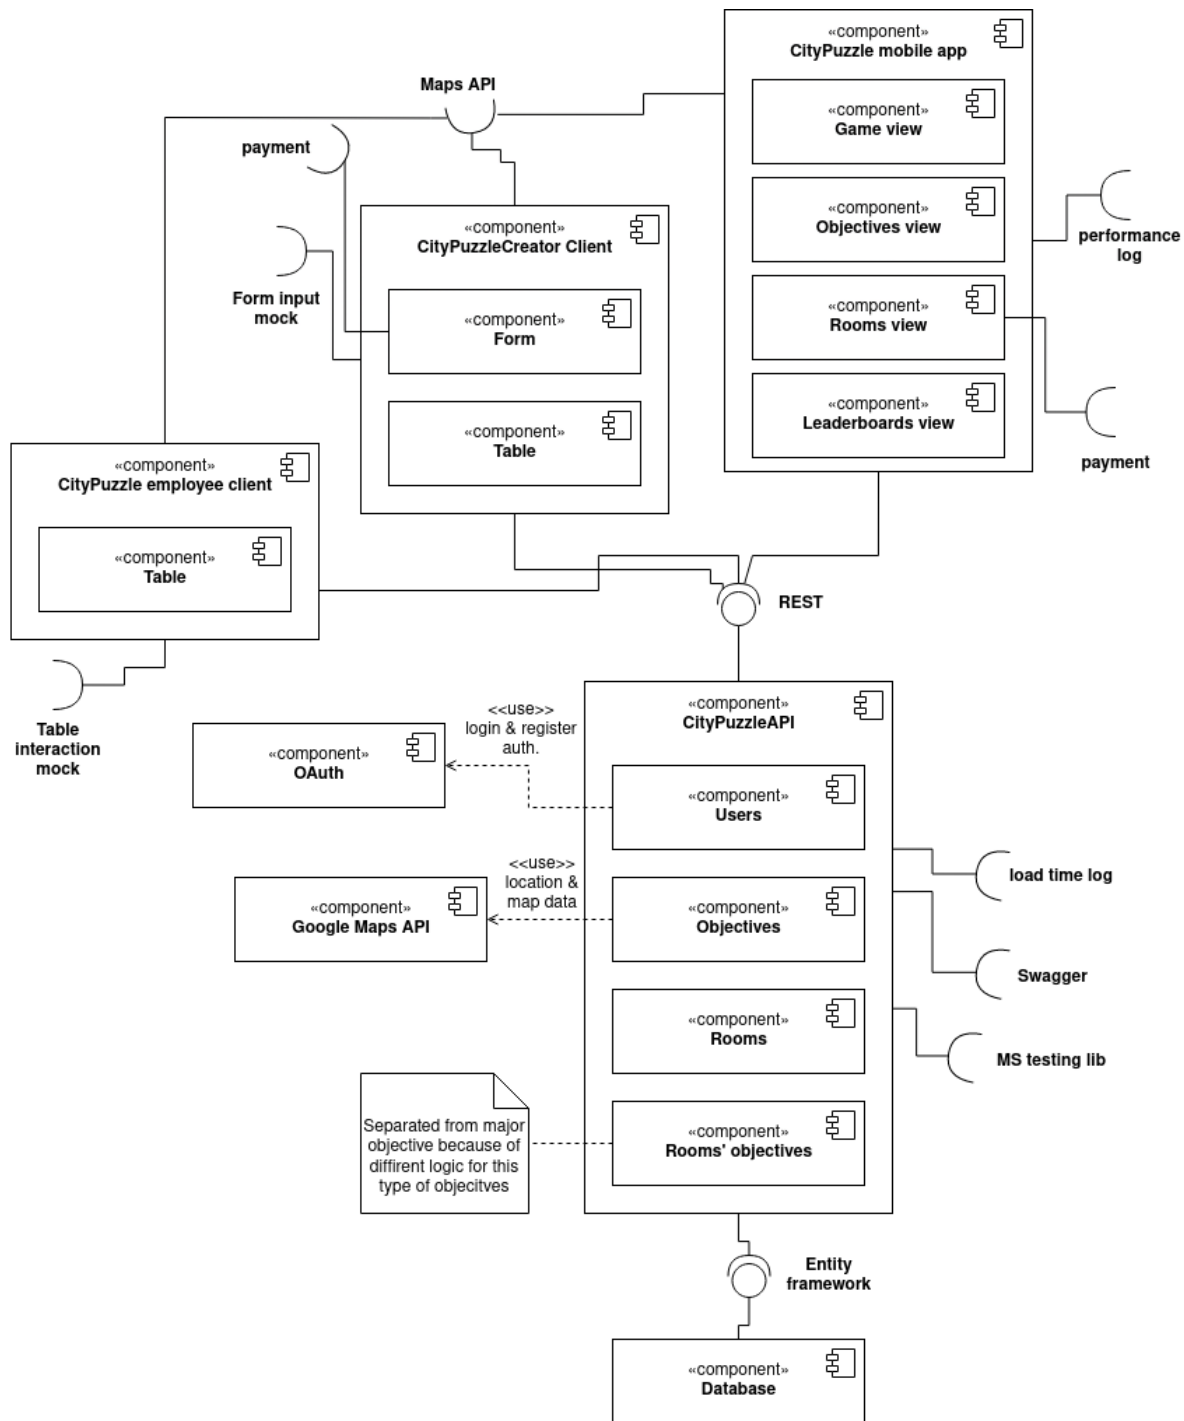 «component»
CityPuzzle mobile app
«component»
Game view
«component»
Objectives view
«component»
Rooms view
«component»
Leaderboards view
Maps API
payment
Form input
mock
«component»
CityPuzzleCreator Client
«component»
Form
«component»
Table
performance
log
payment
«component»
CityPuzzle employee client
«component»
Table
Table
interaction
mock
REST
«component»
CityPuzzleAPI
<<use>>
login & register
auth.
«component»
OAuth
«component»
Users
<<use>>
location &
map data
«component»
Google Maps API
«component»
Objectives
«component»
Rooms
«component»
Rooms' objectives
load time log
Swagger
MS testing lib
Separated from major
objective because of
diffirent logic for this
type of objecitves
Entity
framework
«component»
Database